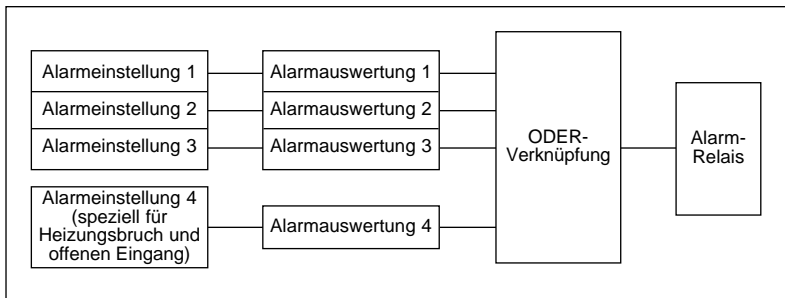 Alarmeinstellung 1
Alarmauswertung 1
Alarmeinstellung 2
Alarmauswertung 2
Alarmeinstellung 3
Alarmauswertung 3
Alarmeinstellung 4
(speziell für
Heizungsbruch und
offenen Eingang)
Alarmauswertung 4
ODER-
Verknüpfung
Alarm-
Relais